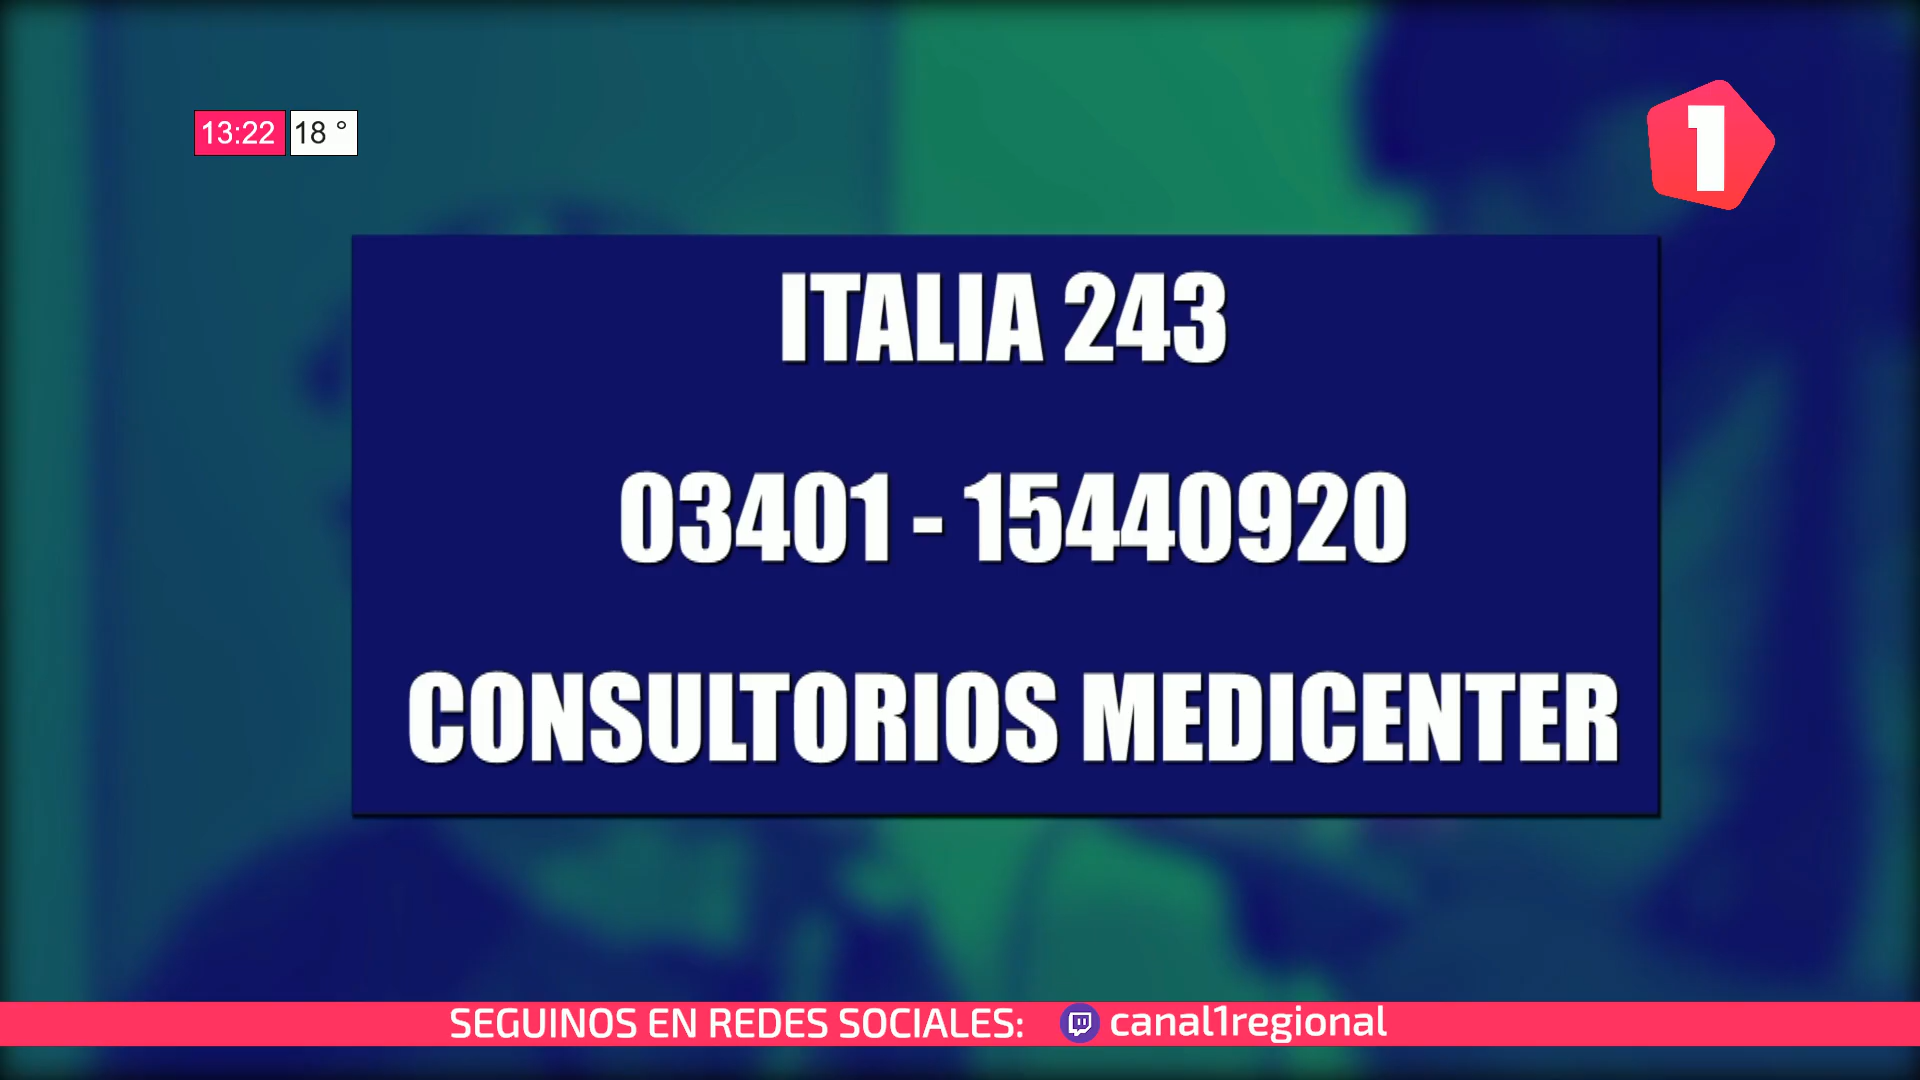 13:22 18 °
1
ITALIA 243
03401 - 15440920
CONSULTORIOS MEDICENTER
SEGUINOS EN REDES SOCIALES: canal1regional